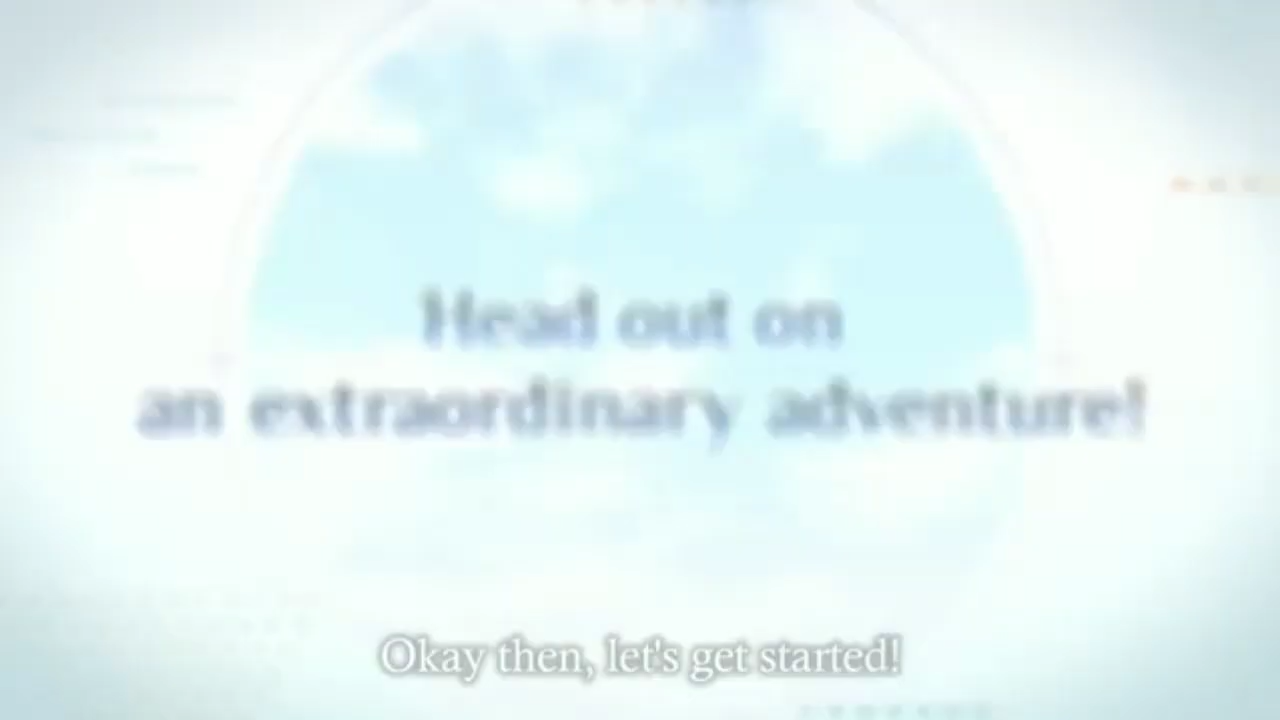 Head out on
an extraordinary adventure!
Okay then, let's get started!